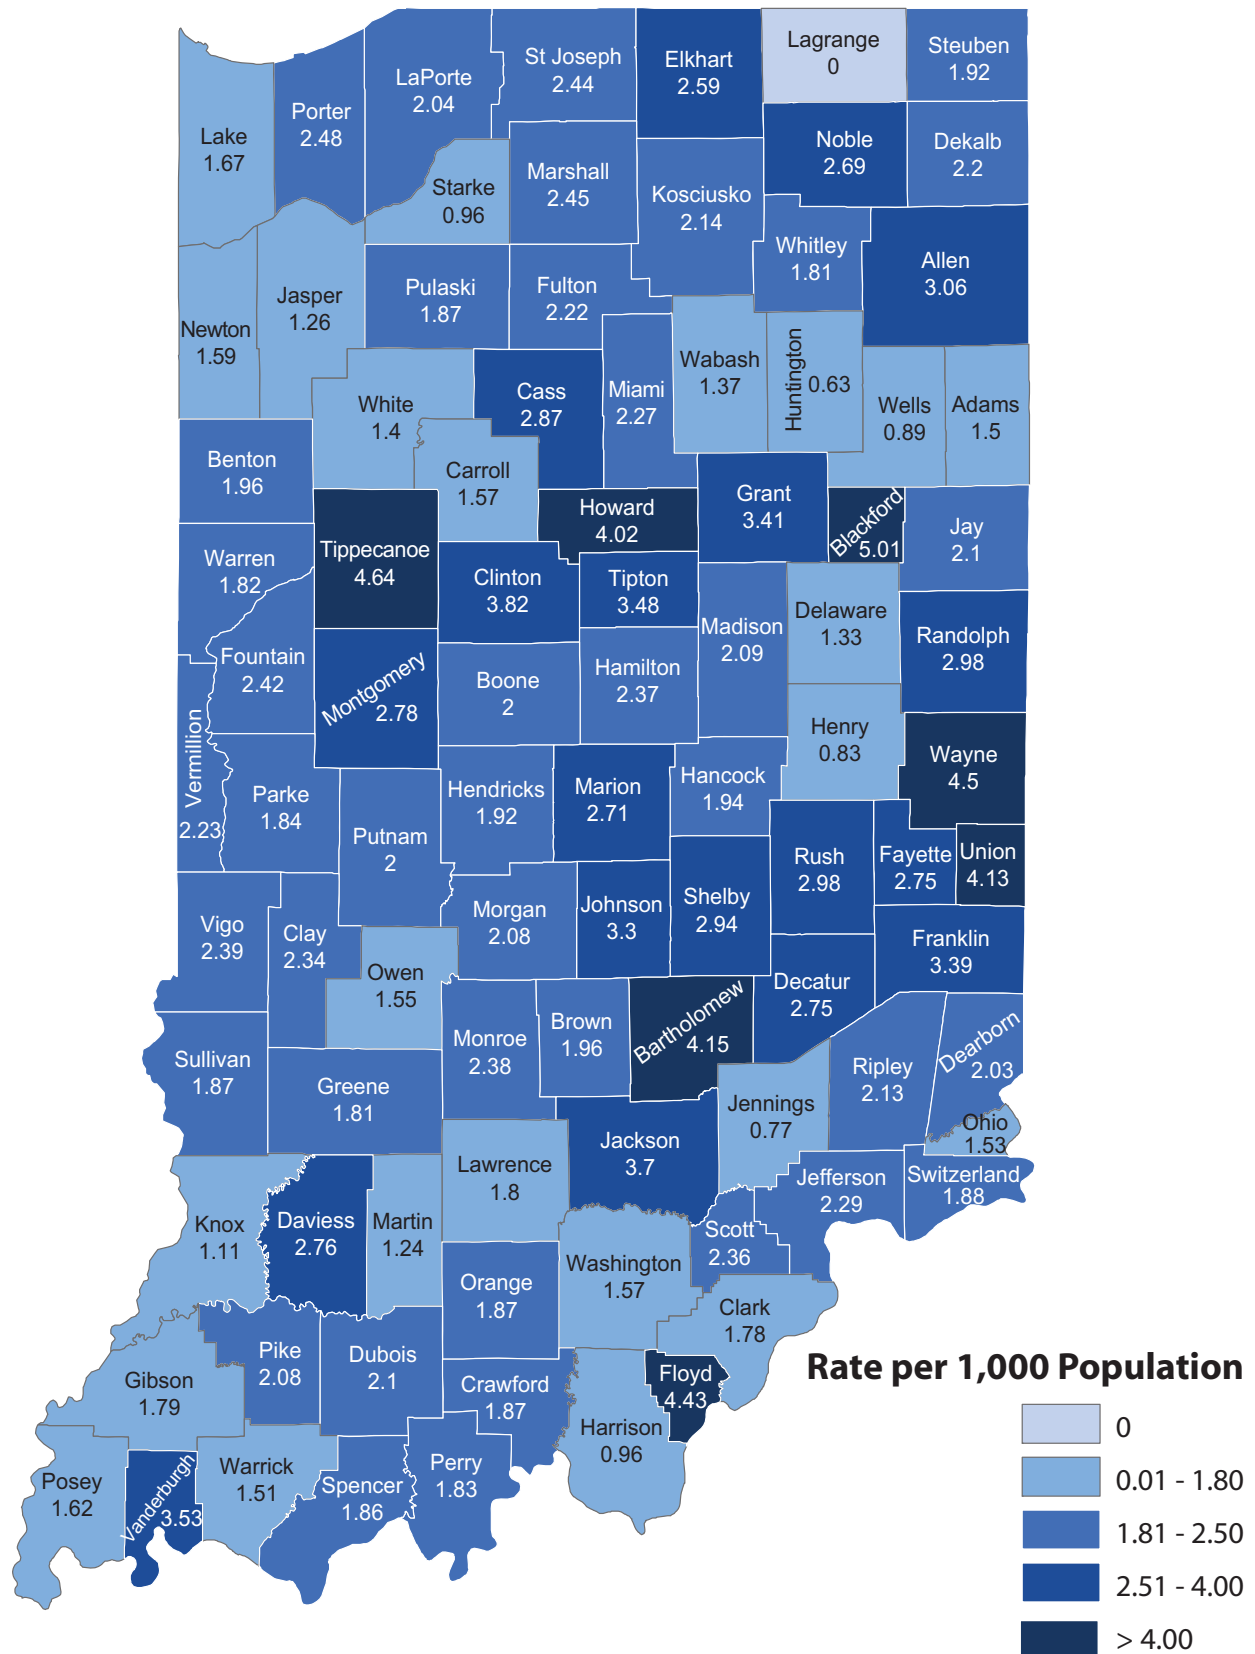 Lagrange
0
Steuben
1.92
St Joseph
2.44
Elkhart
2.59
LaPorte
2.04
Porter
2.48
Lake
1.67
Noble
2.69
Dekalb
2.2
Marshall
2.45
Starke
0.96
Kosciusko
2.14
Whitley
1.81
Allen
3.06
Jasper
1.26
Newton
1.59
Pulaski
1.87
Fulton
2.22
Wabash
1.37
Huntington
0.63
Wells
0.89
Adams
1.5
White
1.4
Cass
2.87
Miami
2.27
Benton
1.96
Carroll
1.57
Grant
3.41
Howard
4.02
Blackford
5.01
Jay
2.1
Warren
1.82
Tippecanoe
4.64
Clinton
3.82
Tipton
3.48
Madison
2.09
Delaware
1.33
Randolph
2.98
Fountain
2.42
Montgomery
2.78
Boone
2
Hamilton
2.37
Henry
0.83
Wayne
4.5
Vermillion
2.23
Parke
1.84
Putnam
2
Hendricks
1.92
Marion
2.71
Hancock
1.94
Rush
2.98
Fayette
2.75
Union
4.13
Vigo
2.39
Clay
2.34
Morgan
2.08
Johnson
3.3
Shelby
2.94
Franklin
3.39
Owen
1.55
Decatur
2.75
Monroe
2.38
Brown
1.96
Bartholomew
4.15
Sullivan
1.87
Greene
1.81
Jennings
0.77
Ripley
2.13
Dearborn
2.03
Ohio
1.53
Jackson
3.7
Lawrence
1.8
Jefferson
2.29
Switzerland
1.88
Knox
1.11
Daviess
2.76
Martin
1.24
Scott
2.36
Washington
1.57
Orange
1.87
Clark
1.78
Pike
2.08
Dubois
2.1
Gibson
1.79
Crawford
1.87
Floyd
4.43
Harrison
0.96
Posey
1.62
Vanderburgh
3.53
Warrick
1.51
Spencer
1.86
Perry
1.83
Rate per 1,000 Population
0
0.01 - 1.80
1.81 - 2.50
2.51 - 4.00
> 4.00